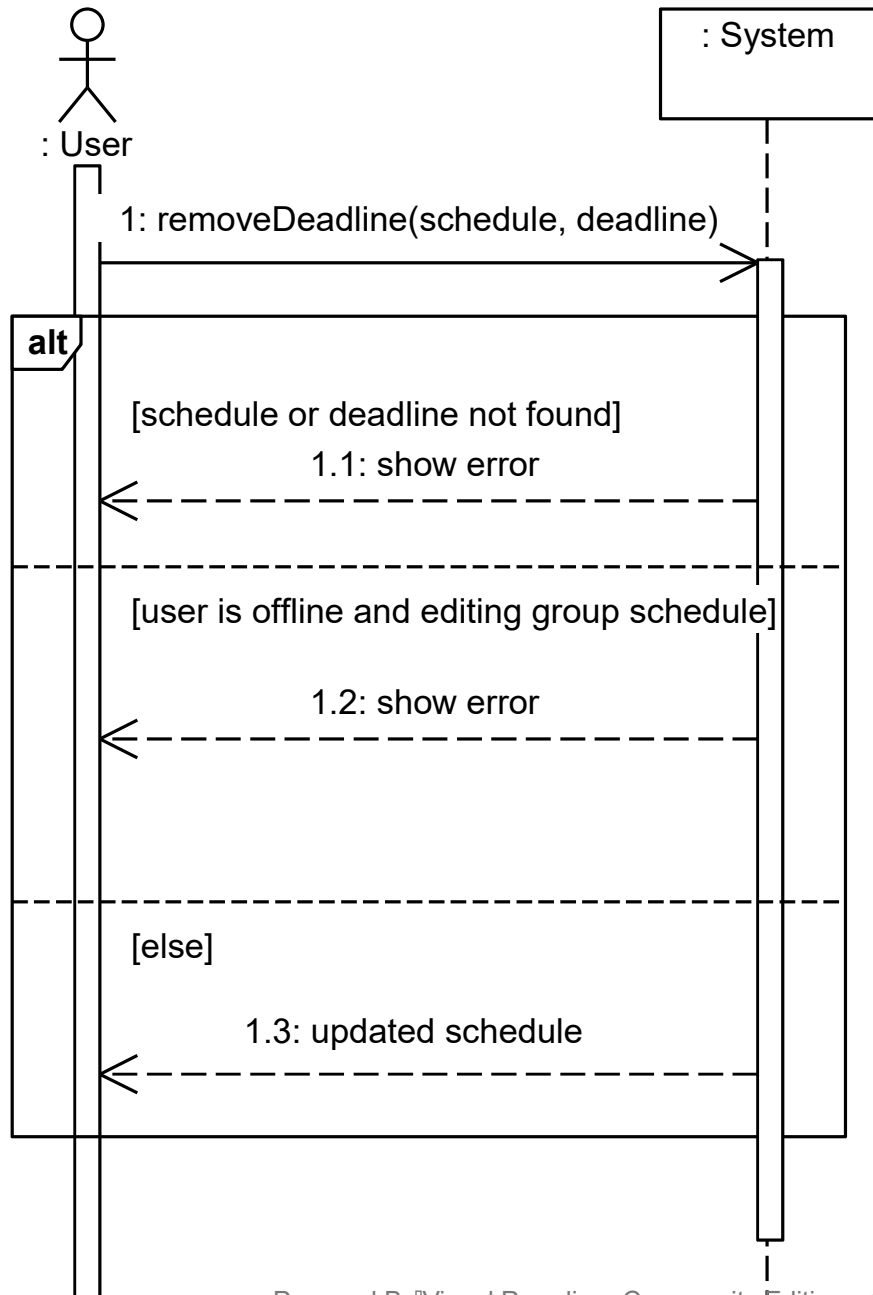 : System
: User
1: removeDeadline(schedule, deadline)
alt
[schedule or deadline not found]
1.1: show error
[user is offline and editing group schedule]
1.2: show error
[else]
1.3: updated schedule